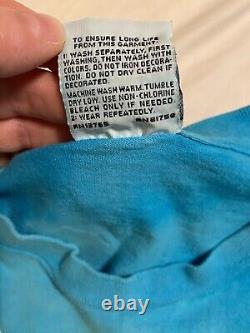 TO ENSURE LONG LIFE
FROM THIS GARMENT:
1: WASH SEPARATELY, FIRST
WASHING, THEN WASH WITH
COLORS. DO NOT IRON DECORA-
TION. DO NOT DRY CLEAN IF
DECORATED.
MACHINE WASH WARM, TUMBLE
DRY LOW. USE NON-CHLORINE
BLEACH ONLY IF NEEDED.
2: WEAR REPEATEDLY.
RN13765 RN61756